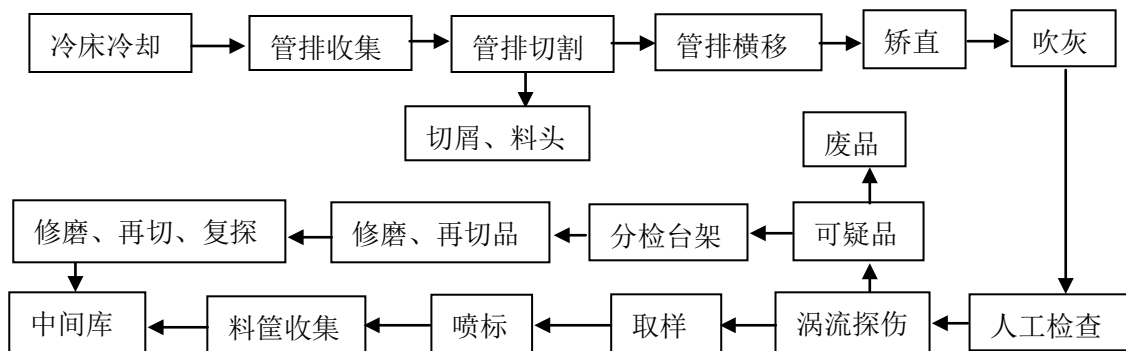 冷床冷却
管排收集
管排切割
管排横移
矫直
吹灰
切屑、料头
废品
修磨、再切、复探
修磨、再切品
分检台架
可疑品
中间库
料筐收集
喷标
取样
涡流探伤
人工检查